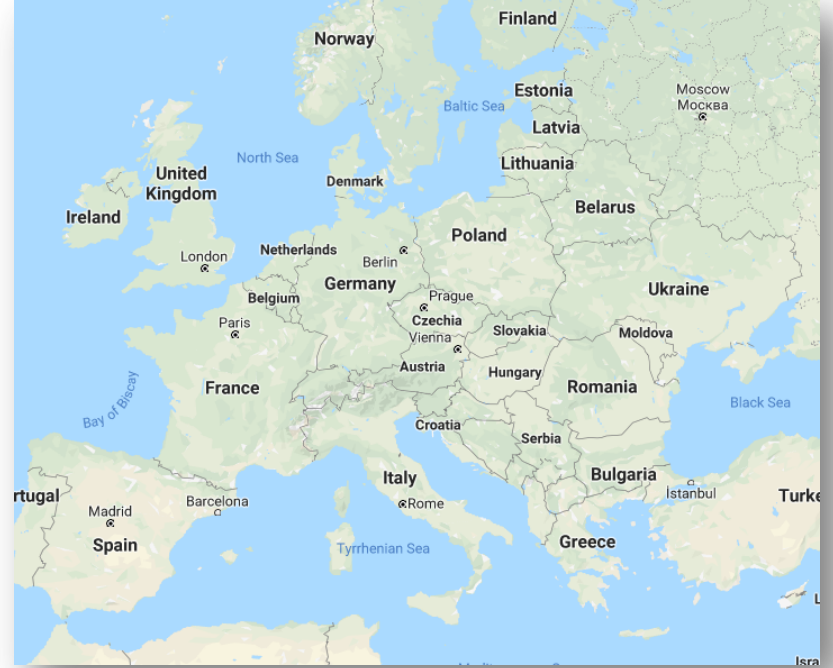 Finland
Norway
Estonia
Moscow
Москва
Baltic Sea
Latvia
North Sea
Lithuania
United
Kingdom
Denmark
Ireland
Belarus
Poland
London
Netherlands
Berlin
Germany
Ukraine
Belgium
Prague
Paris
Czechia
Slovakia
Moldova
Vienna
Austria
Hungary
France
Romania
Bay of Biscay
Black Sea
Croatia
Serbia
Italy
Bulgaria
rtugal
Barcelona
İstanbul
Turke
Madrid
Rome
Spain
Tyrrhenian Sea
Greece
L
Isra